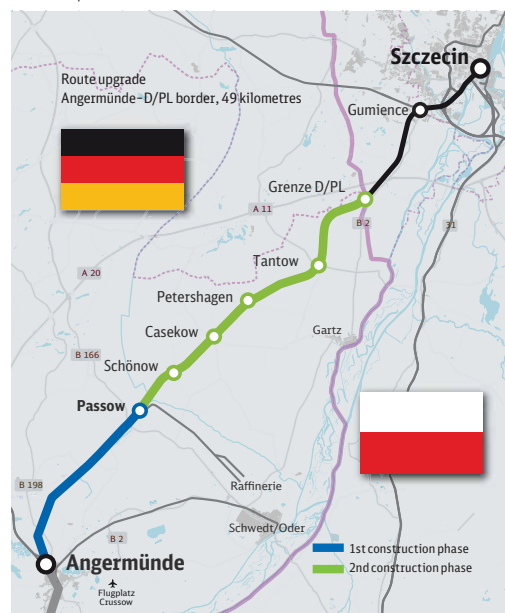 Szczecin
Route upgrade
Angermünde–D/PL border, 49 kilometres
Gumience
Grenze D/PL
A 11
B 2
31
Tantow
A 20
Petershagen
Casekow
Gartz
B 166
Schönow
Passow
B 198
Raffinerie
Schwedt/Oder
B 2
1st construction phase
Angermünde
2nd construction phase
Flugplatz
Crussow